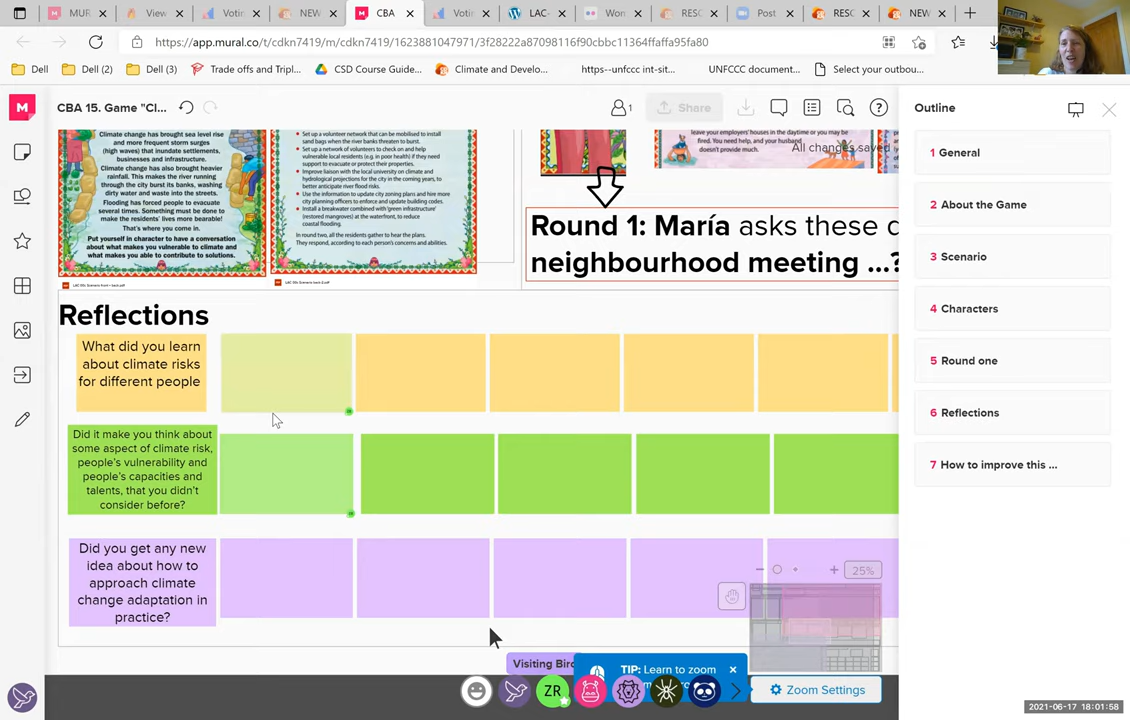 MUR
View
Votin
NEW
CBA
Votin
LAC-
Won
RESC
Post
RESC
NEW
https://app.mural.co/t/cdkn7419/m/cdkn7419/1623881047971/3f28222a87098116f90cbbc11364ffaffa95fa80
Dell
Dell (2)
Dell (3)
Trade offs and Tripl...
CSD Course Guide...
Climate and Develo...
https--unfccc int-sit...
UNFCCC document...
Select your outbou...
CBA 15. Game "Cl...
1
Share
Climate change has brought sea level rise
and more frequent storm surges
(high waves) that inundate settlements,
businesses and infrastructure.
Climate change has also brought heavier
rainfall. This makes the river running
through the city burst its banks, washing
dirty water and waste into the streets.
Flooding has forced people to evacuate
several times. Something must be done
to make the residents' lives more bearable!
That's where you come in.
Put yourself in character to have a conversation
about what makes you vulnerable to climate and
what makes you able to contribute to solutions.
Set up a volunteer network that can be mobilised to install
sand bags when the river banks threaten to burst.
Set up a network of volunteers to check on and help
vulnerable local residents (e.g. in poor health) if they need
support to evacuate or protect their properties.
Improve liaison with the local university on climate and
hydrological projections for the city in the coming years, to
better anticipate river flood risks.
Use the information to update city zoning plans and hire more
city planning officers to enforce and update building codes.
Install a breakwater combined with 'green infrastructure'
(restored mangroves) at the waterfront, to reduce
coastal flooding.
In round two, all the residents gather to hear the plans.
They respond, according to each person's concerns and abilities.
leave your employers' houses in the daytime or you may be
fired. You need help, and your husband
doesn't provide much.
All changes saved
Round 1: María asks these c
neighbourhood meeting ...?
Reflections
What did you learn
about climate risks
for different people
Did it make you think about
some aspect of climate risk,
people's vulnerability and
people's capacities and
talents, that you didn't
consider before?
Did you get any new
idea about how to
approach climate
change adaptation in
practice?
25%
Visiting Bird
TIP: Learn to zoom
ZR
Zoom Settings
Outline
1 General
2 About the Game
3 Scenario
4 Characters
5 Round one
6 Reflections
7 How to improve this ...
2021-06-17 18:01:58